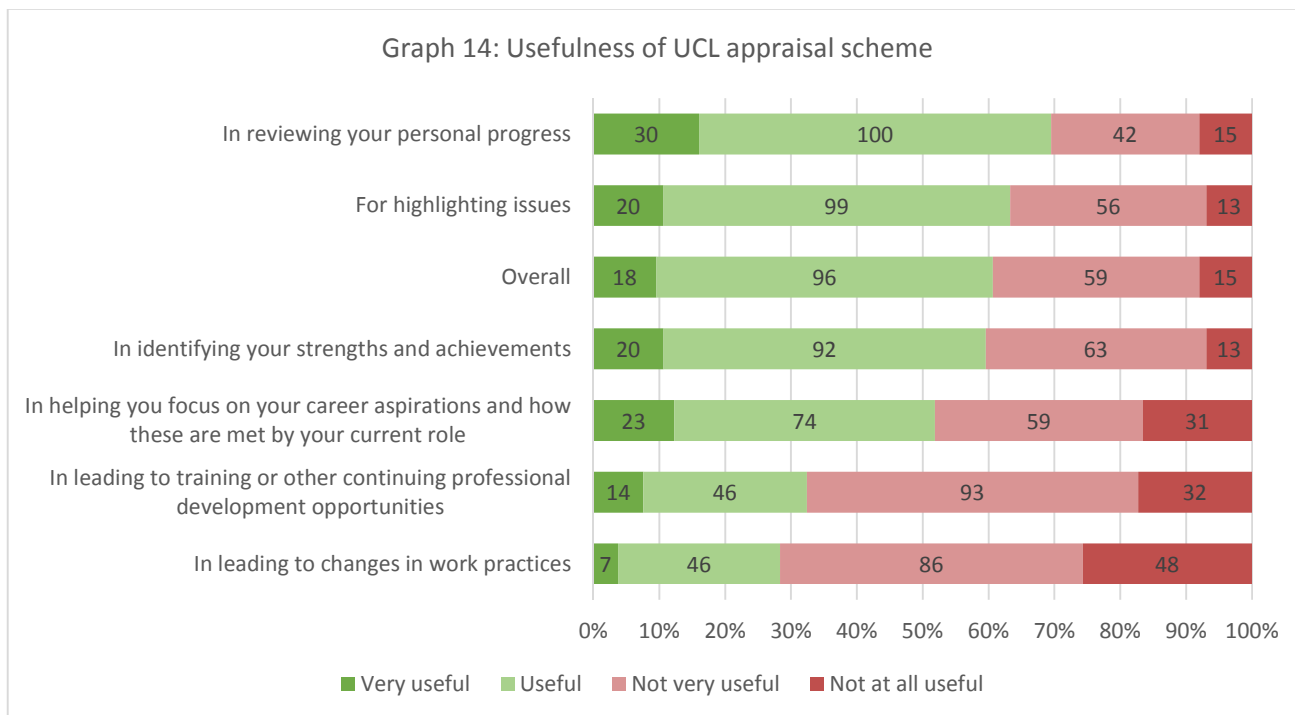 Graph 14: Usefulness of UCL appraisal scheme
In reviewing your personal progress
30 100 42 15
For highlighting issues
20 99 56 13
Overall
18 96 59 15
In identifying your strengths and achievements
20 92 63 13
In helping you focus on your career aspirations and how
these are met by your current role
23 74 59 31
In leading to training or other continuing professional
development opportunities
14 46 93 32
In leading to changes in work practices
7 46 86 48
0% 10% 20% 30% 40% 50% 60% 70% 80% 90% 100%
Very useful Useful Not very useful Not at all useful